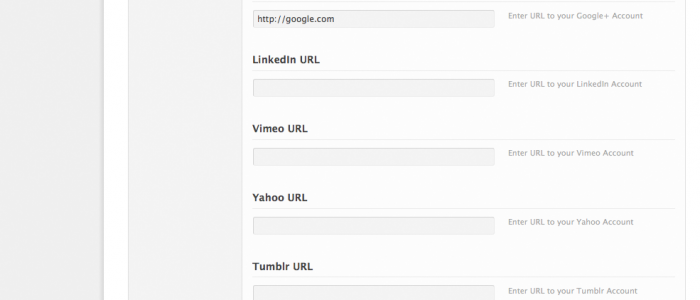 http://google.com
Enter URL to your Google+ Account
LinkedIn URL
Enter URL to your LinkedIn Account
Vimeo URL
Enter URL to your Vimeo Account
Yahoo URL
Enter URL to your Yahoo Account
Tumblr URL
Enter URL to your Tumblr Account